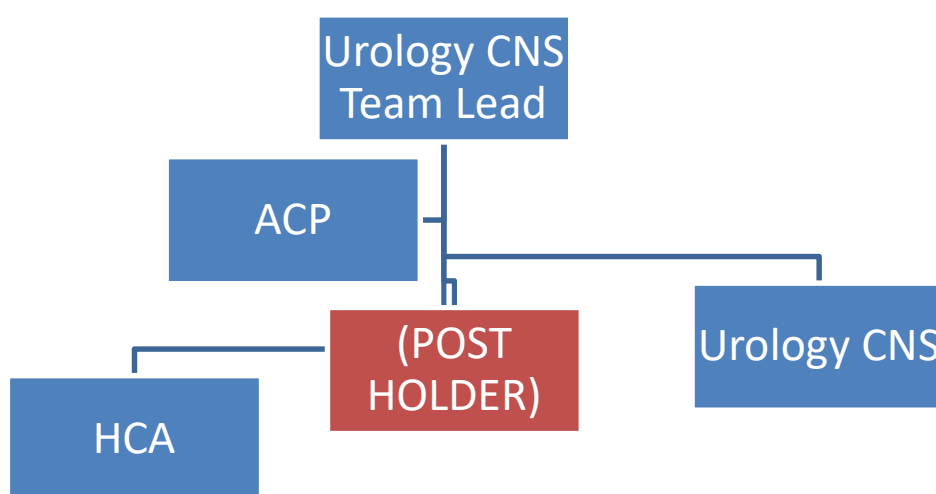 Urology CNS
Team Lead
ACP
(POST
HOLDER)
Urology CNS
HCA